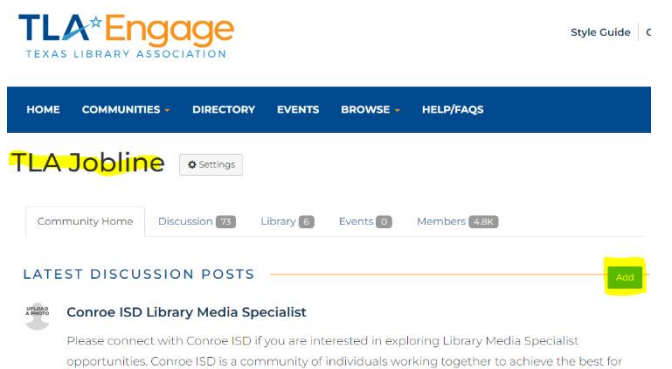 TLA Engage
TEXAS LIBRARY ASSOCIATION
Style Guide
HOME COMMUNITIES DIRECTORY EVENTS BROWSE HELP/FAQS
TLA Jobline Settings
Community Home Discussion 73 Library 6 Events 0 Members 4.8K
LATEST DISCUSSION POSTS Add
UPLOAD A PHOTO
Conroe ISD Library Media Specialist
Please connect with Conroe ISD if you are interested in exploring Library Media Specialist
opportunities. Conroe ISD is a community of individuals working together to achieve the best for